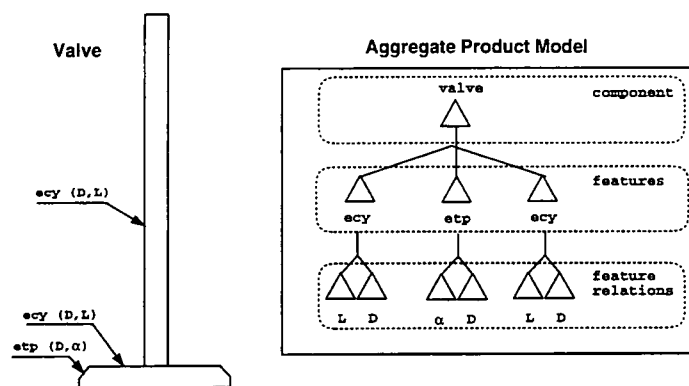 Valve
ecy (D,L)
ecy (D,L)
etp (D,α)
Aggregate Product Model
valve
component
features
ecy etp ecy
feature
relations
L D α D L D